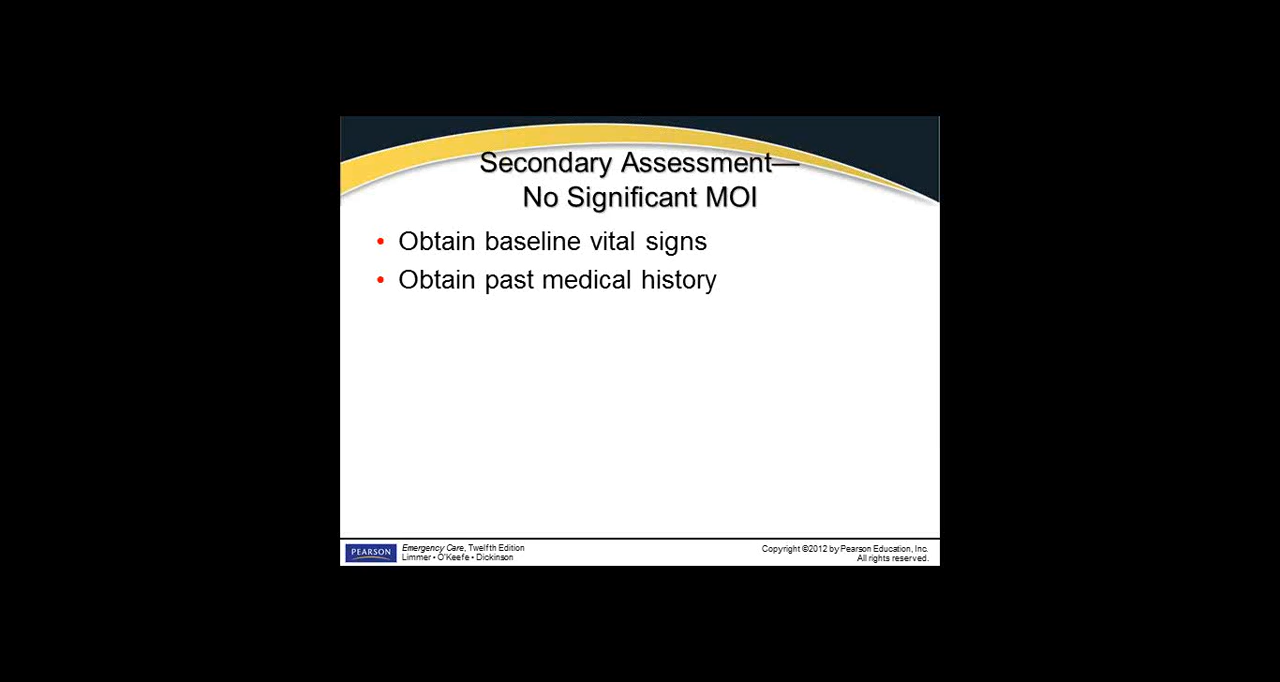 Secondary Assessment—
No Significant MOI
• Obtain baseline vital signs
• Obtain past medical history
PEARSON
Emergency Care, Twelfth Edition
Limmer • O'Keefe • Dickinson
Copyright ©2012 by Pearson Education, Inc.
All rights reserved.